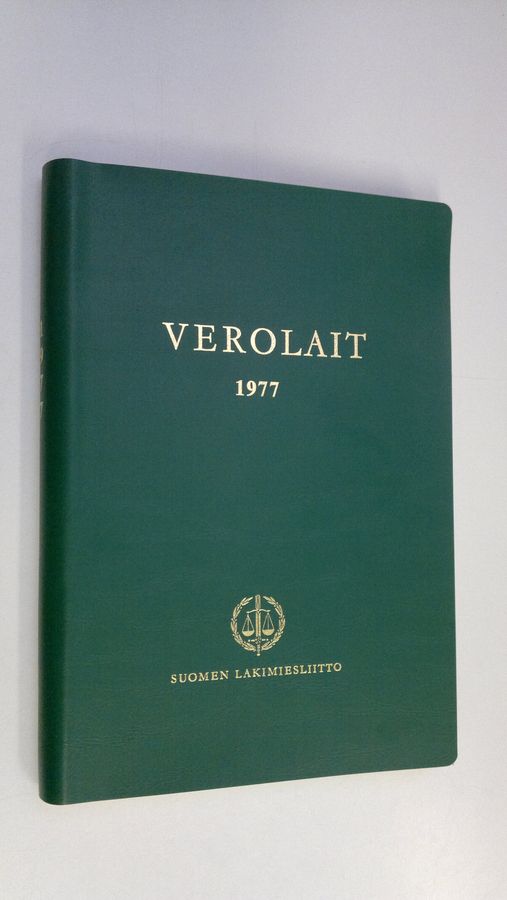 VEROLAIT
1977
SUOMEN LAKIMIESLIITTO